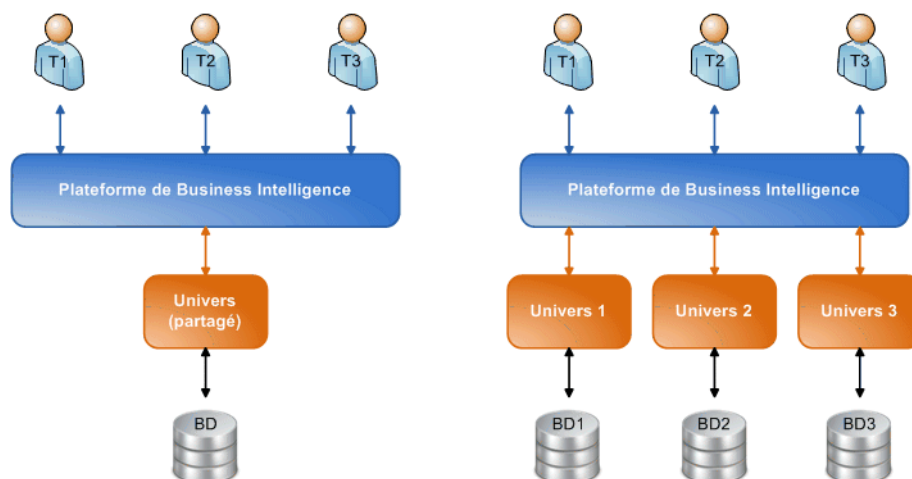 T1
T2
T3
Plateforme de Business Intelligence
Univers
(partagé)
BD
T1
T2
T3
Plateforme de Business Intelligence
Univers 1
Univers 2
Univers 3
BD1
BD2
BD3